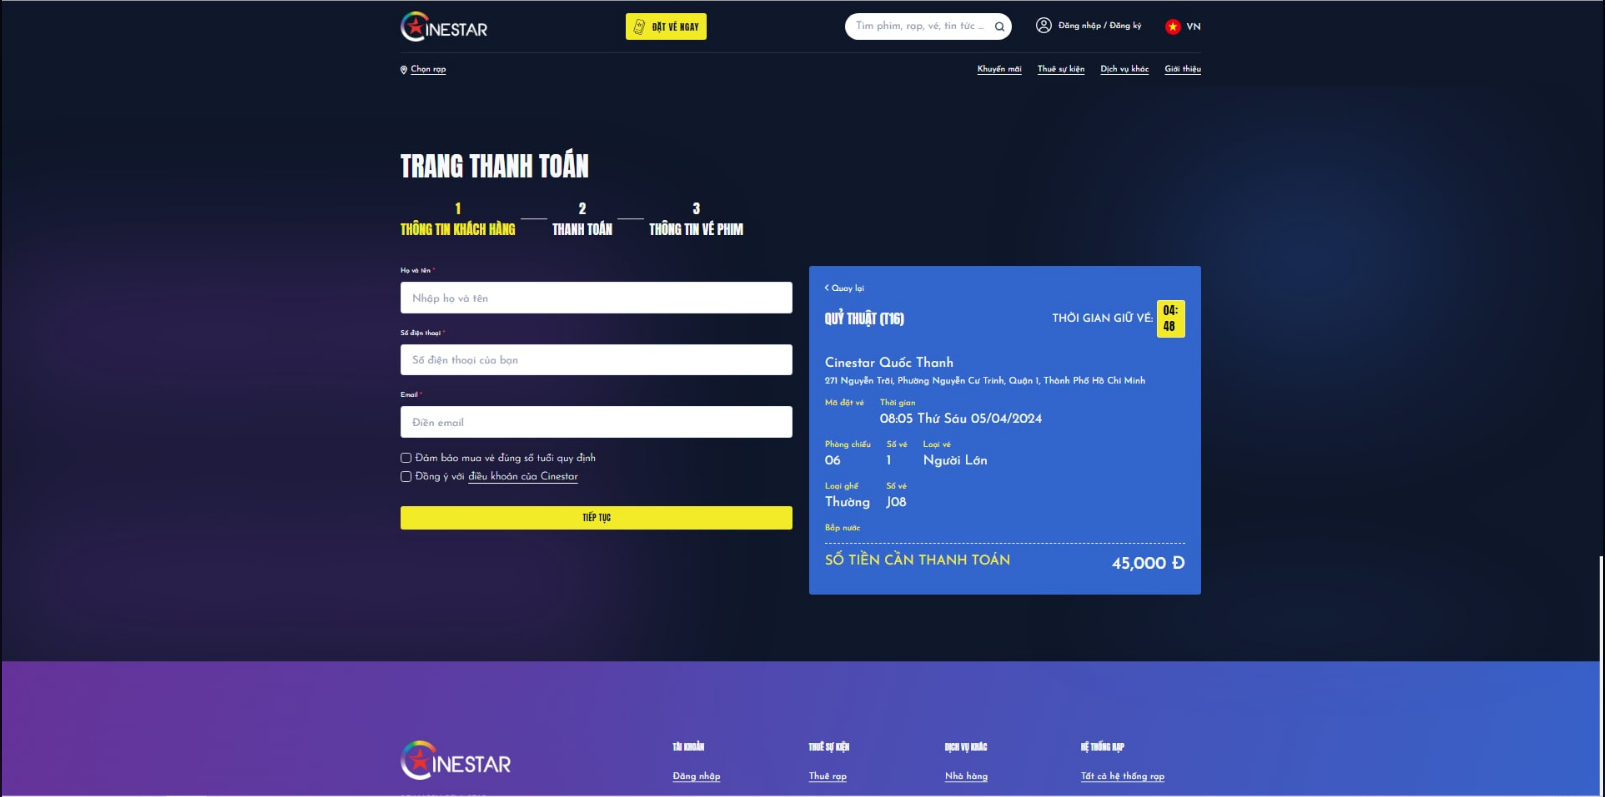 CINESTAR
ĐẶT VÉ NGAY
Tìm phim, rạp, vé, tin tức ...
Đăng nhập / Đăng ký
VN
Chọn rạp
Khuyến mãi
Thuê sự kiện
Dịch vụ khác
Giới thiệu
TRANG THANH TOÁN
1
THÔNG TIN KHÁCH HÀNG
2
THANH TOÁN
3
THÔNG TIN VÉ PHIM
Họ và tên *
Nhập họ và tên
Số điện thoại *
Số điện thoại của bạn
Email *
Điền email
Đảm bảo mua vé đúng số tuổi quy định
Đồng ý với điều khoản của Cinestar
TIẾP TỤC
< Quay lại
QUỶ THUẬT (T16)
THỜI GIAN GIỮ VÉ:
04:
48
Cinestar Quốc Thanh
271 Nguyễn Trãi, Phường Nguyễn Cư Trinh, Quận 1, Thành Phố Hồ Chí Minh
Mã đặt vé
Thời gian
08:05 Thứ Sáu 05/04/2024
Phòng chiếu
Số vé
Loại vé
06
1
Người Lớn
Loại ghế
Số vé
Thường
J08
Bắp nước
SỐ TIỀN CẦN THANH TOÁN
45,000 Đ
CINESTAR
TÀI KHOẢN
THUÊ SỰ KIỆN
DỊCH VỤ KHÁC
HỆ THỐNG RẠP
Đăng nhập
Thuê rạp
Nhà hàng
Tất cả hệ thống rạp